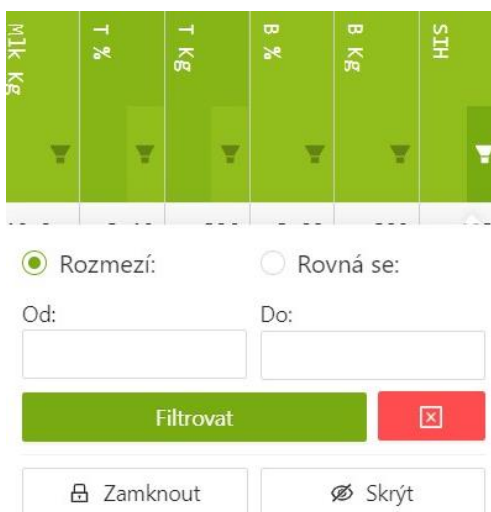 Mlk Kg
T %
T Kg
B %
B Kg
SIH
Rozmezí:
Rovná se:
Od:
Do:
Filtrovat
Zamknout
Skrýt